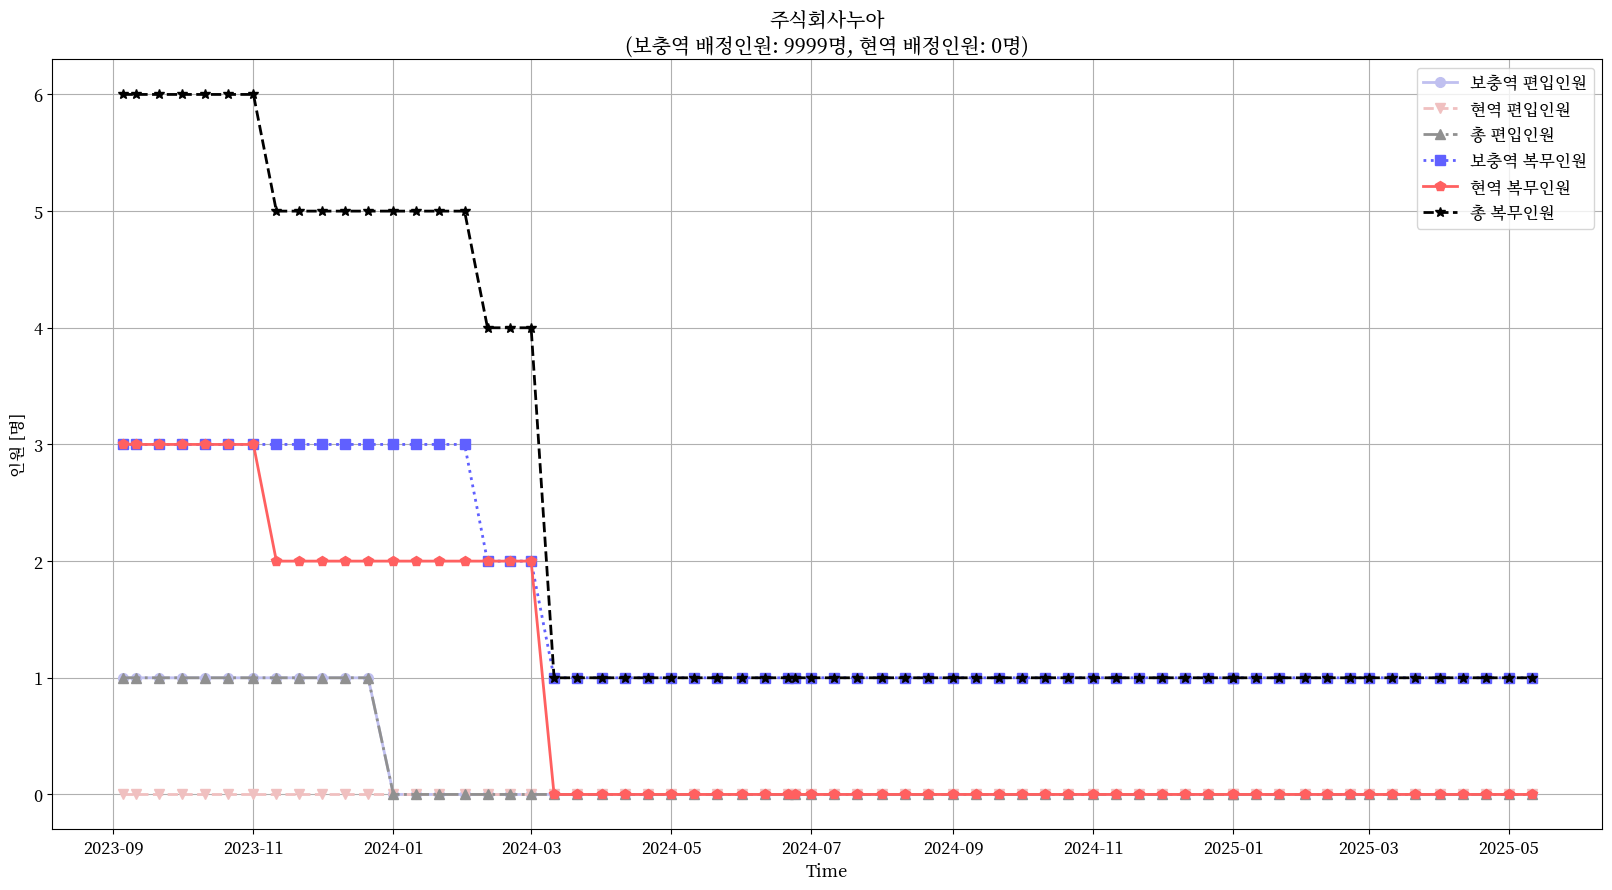 주식회사누아
(보충역 배정인원: 9999명, 현역 배정인원: 0명)
보충역 편입인원
현역 편입인원
총 편입인원
보충역 복무인원
현역 복무인원
총 복무인원
인원 [명]
6
5
4
3
2
1
0
2023-09 2023-11 2024-01 2024-03 2024-05 2024-07 2024-09 2024-11 2025-01 2025-03 2025-05
Time